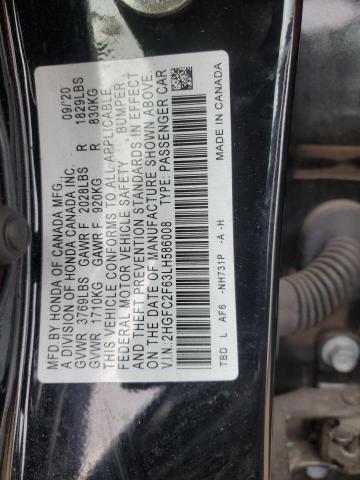 MFD.BY HONDA OF CANADA MFG. 09/'20
A DIVISION OF HONDA CANADA INC.
GVWR 3769LBS GAWR F 2028LBS R 1829LBS
GVWR 1710KG GAWR F 920KG R 830KG
THIS VEHICLE CONFORMS TO ALL APPLICABLE
FEDERAL MOTOR VEHICLE SAFETY BUMPER,
AND THEFT PREVENTION STANDARDS IN EFFECT
ON THE DATE OF MANUFACTURE SHOWN ABOVE.
V.I.N:2HGFC2F63LH586008 TYPE:PASSENGER CAR
TBD L AF6 -NH731P -A -H MADE IN CANADA